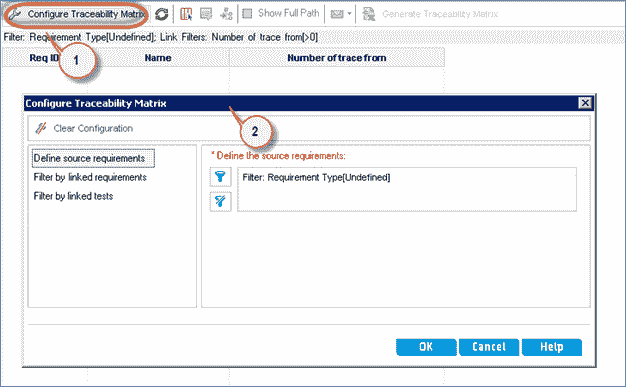 Configure Traceability Matrix Show Full Path Generate Traceability Matrix
Filter: Requirement Type[Undefined]; Link Filters: Number of trace from[>0]
Req ID Name Number of trace from
1
Configure Traceability Matrix
2
Clear Configuration
Define source requirements
Filter by linked requirements
Filter by linked tests
* Define the source requirements:
Filter: Requirement Type[Undefined]
OK Cancel Help